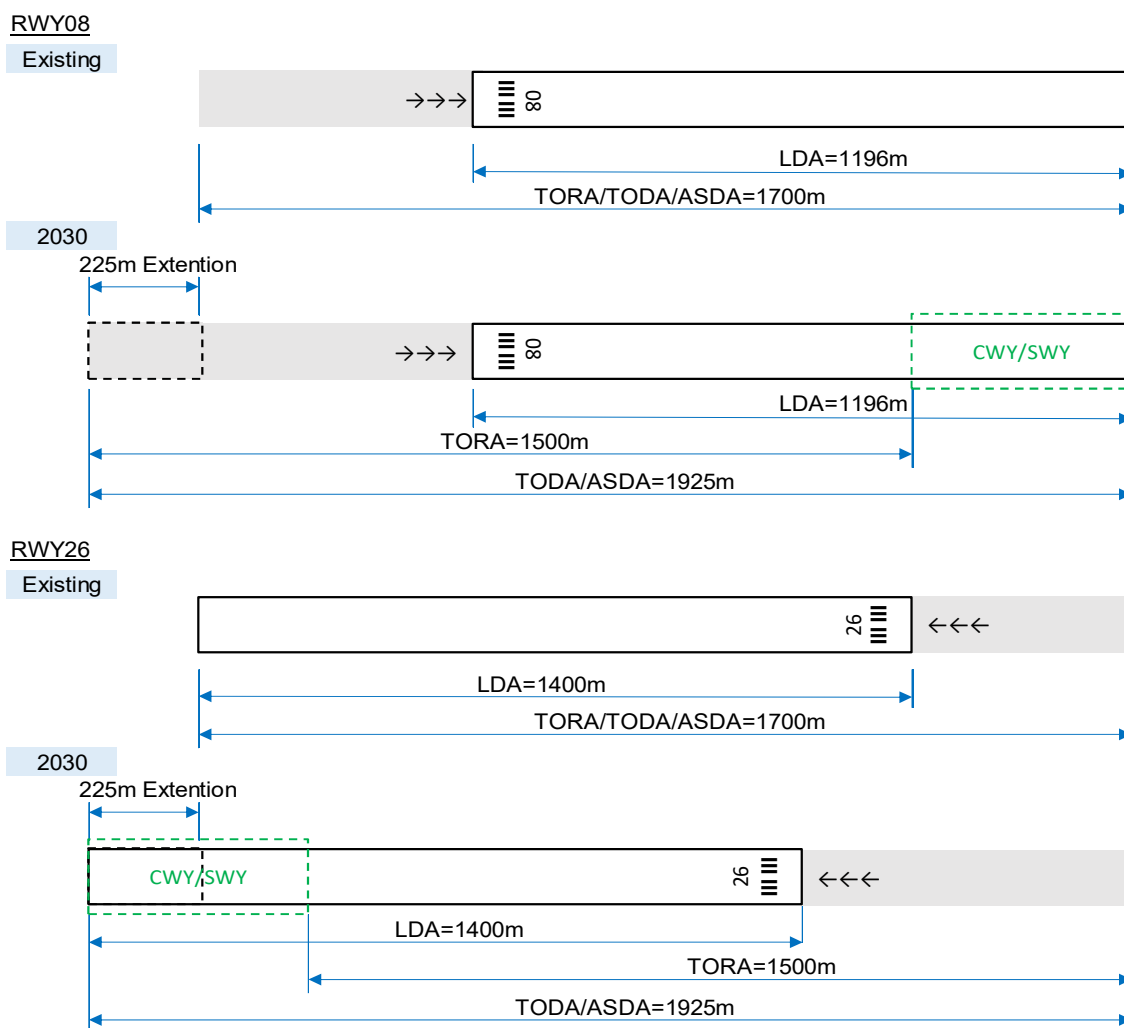 RWY08
Existing
→→→
08
LDA=1196m
TORA/TODA/ASDA=1700m
2030
225m Extention
→→→
08
CWY/SWY
LDA=1196m
TORA=1500m
TODA/ASDA=1925m
RWY26
Existing
26
←←←
LDA=1400m
TORA/TODA/ASDA=1700m
2030
225m Extention
CWY/SWY
26
←←←
LDA=1400m
TORA=1500m
TODA/ASDA=1925m